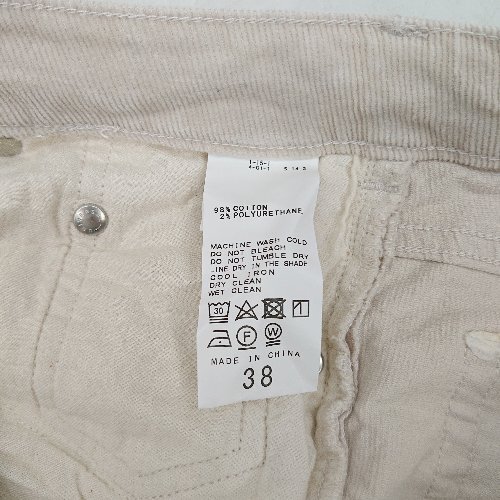 98% COTTON
2% POLYURETHANE
MACHINE WASH COLD
DO NOT BLEACH
DO NOT TUMBLE DRY
LINE DRY IN THE SHADE
COOL IRON
DRY CLEAN
WET CLEAN
30
F W
MADE IN CHINA
38